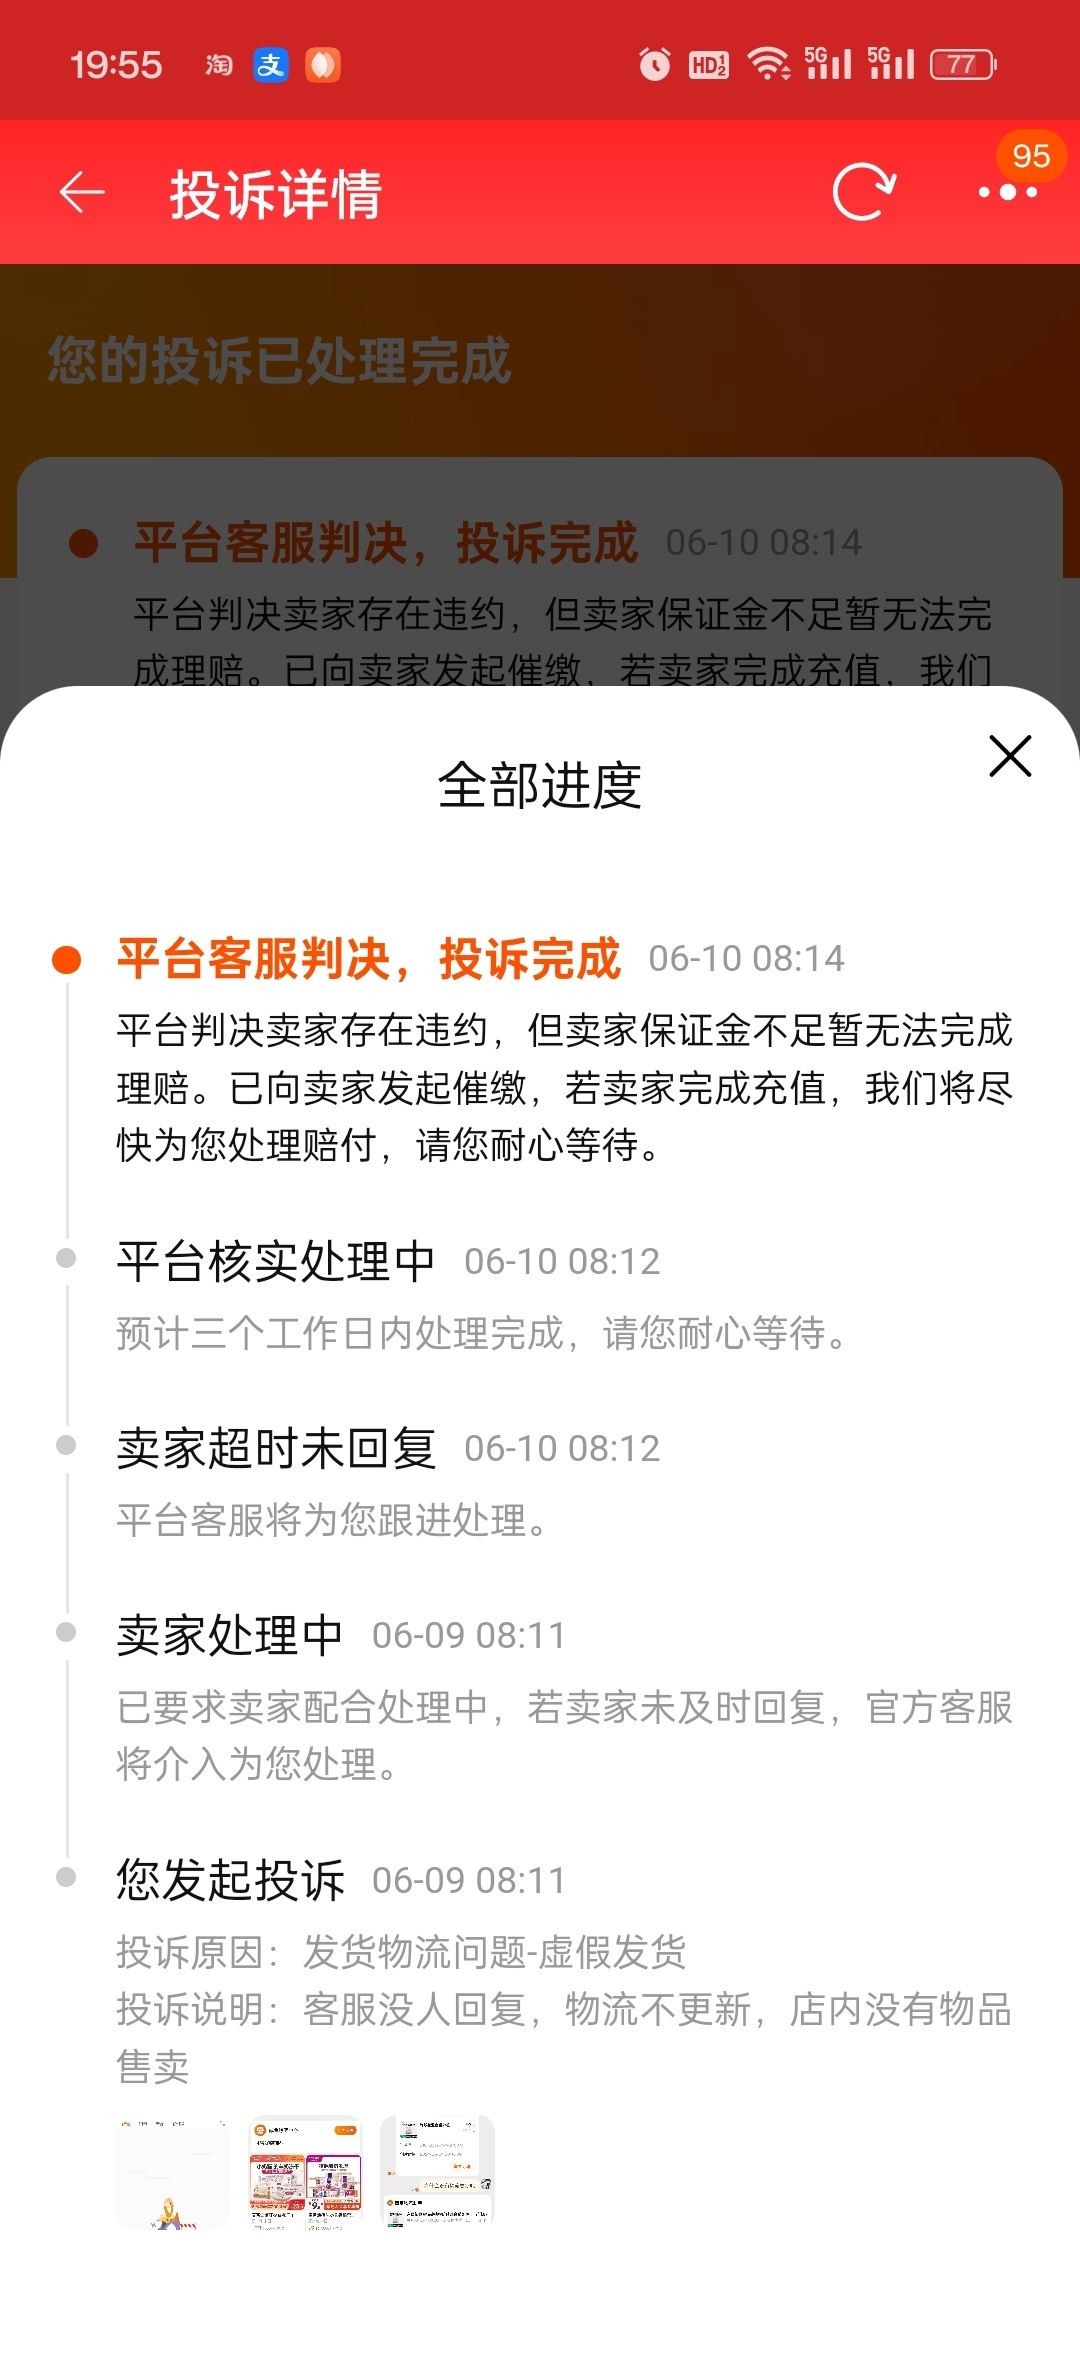 19:55 淘 支 HD 1 2 5G 5G 77
95
投诉详情
您的投诉已处理完成
平台客服判决，投诉完成 06-10 08:14
平台判决卖家存在违约，但卖家保证金不足暂无法完
成理赔。已向卖家发起催缴，若卖家完成充值，我们
全部进度
平台客服判决，投诉完成 06-10 08:14
平台判决卖家存在违约，但卖家保证金不足暂无法完成
理赔。已向卖家发起催缴，若卖家完成充值，我们将尽
快为您处理赔付，请您耐心等待。
平台核实处理中 06-10 08:12
预计三个工作日内处理完成，请您耐心等待。
卖家超时未回复 06-10 08:12
平台客服将为您跟进处理。
卖家处理中 06-09 08:11
已要求卖家配合处理中，若卖家未及时回复，官方客服
将介入为您处理。
您发起投诉 06-09 08:11
投诉原因：发货物流问题-虚假发货
投诉说明：客服没人回复，物流不更新，店内没有物品
售卖